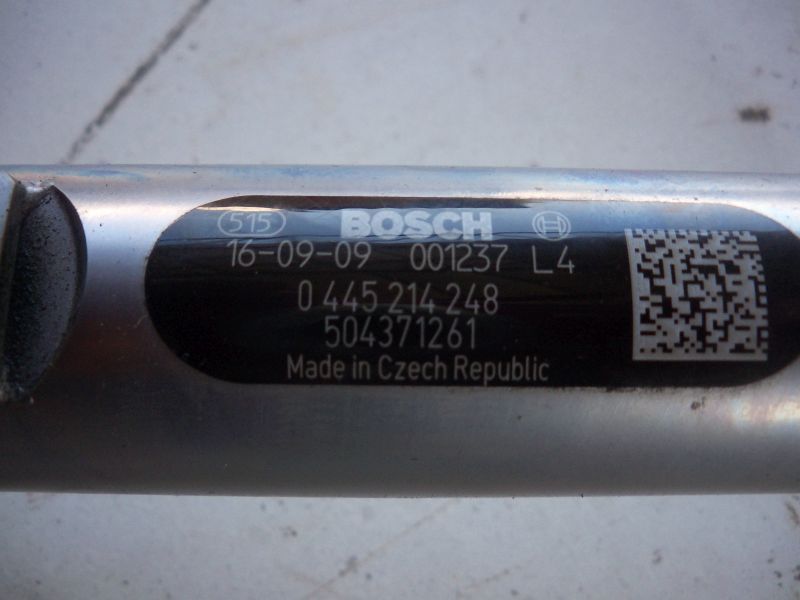 515 BOSCH
16-09-09 001237 L4
0 445 214 248
504371261
Made in Czech Republic